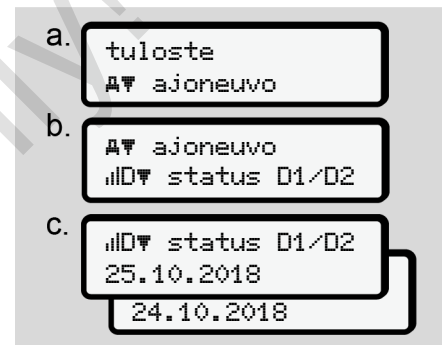 a.
tuloste
ajoneuvo
b.
ajoneuvo
D status D1/D2
c.
D status D1/D2
25.10.2018
24.10.2018